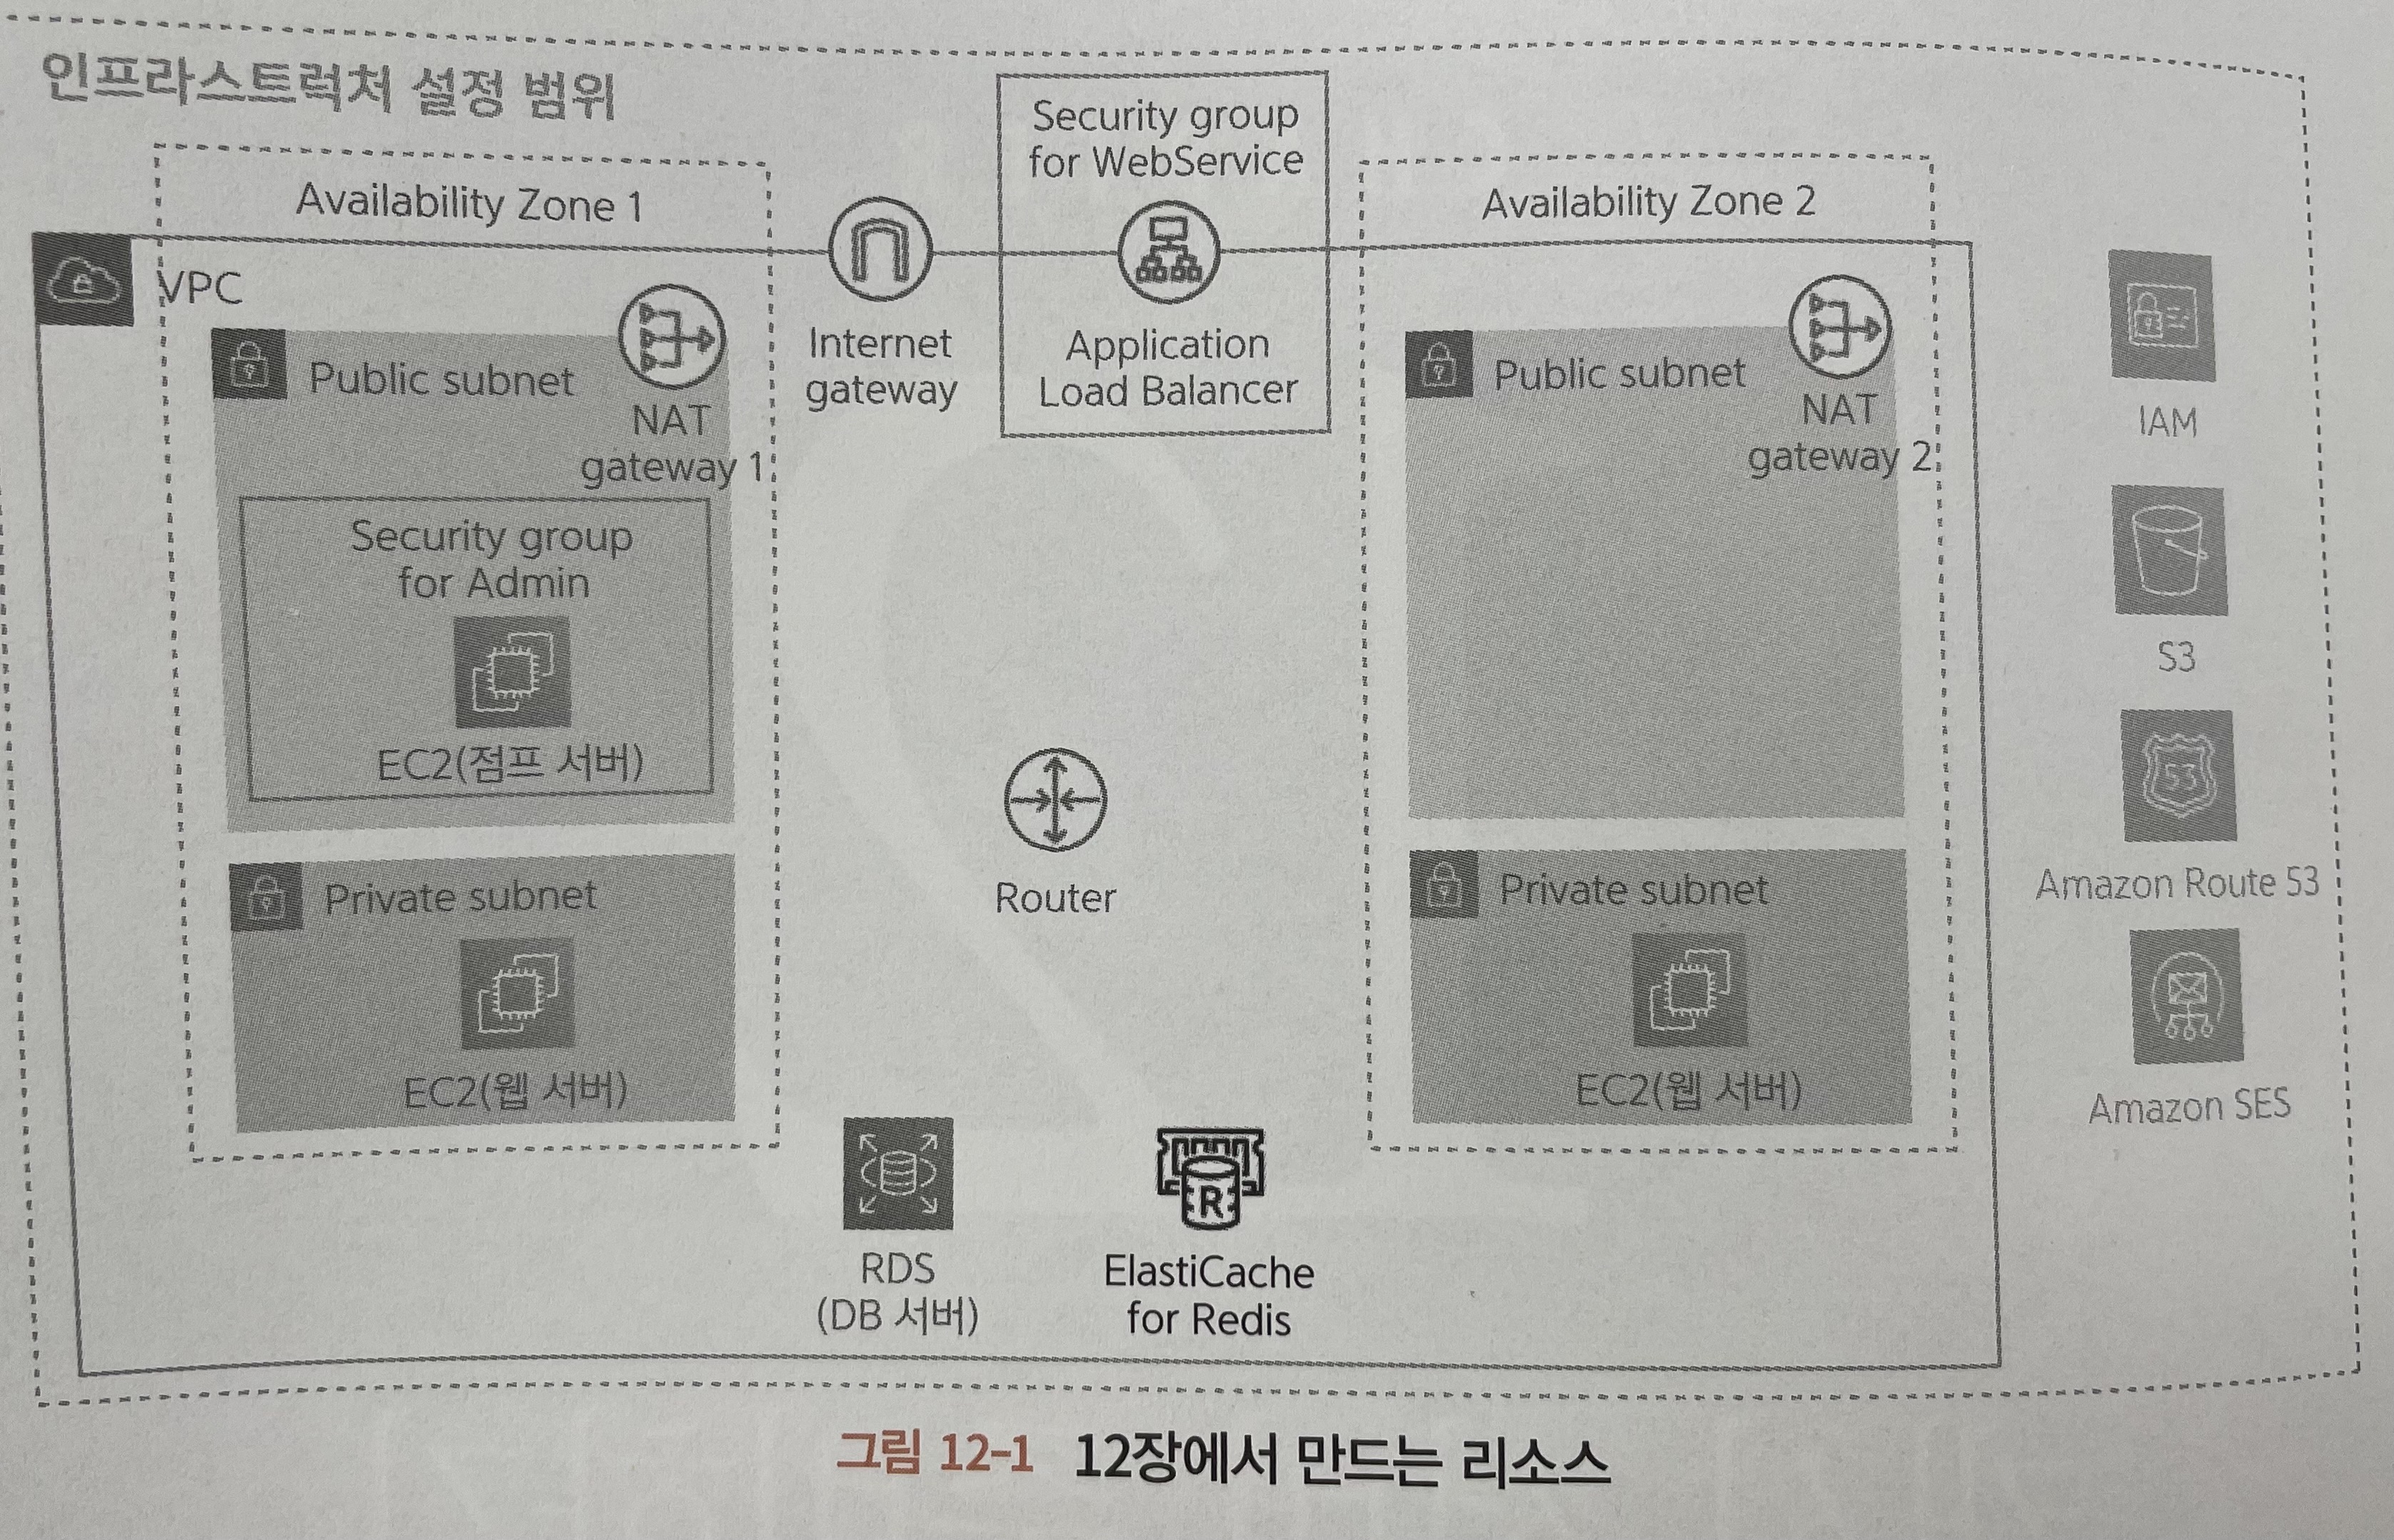 인프라스트럭처 설정 범위
Security group
for WebService
Availability Zone 1
Availability Zone 2
VPC
Internet
gateway
Application
Load Balancer
Public subnet
NAT
gateway 1
Public subnet
NAT
gateway 2
IAM
Security group
for Admin
EC2(점프 서버)
S3
53
Router
Amazon Route 53
Private subnet
EC2(웹 서버)
Private subnet
EC2(웹 서버)
Amazon SES
RDS
(DB 서버)
R
ElastiCache
for Redis
그림 12-1 12장에서 만드는 리소스